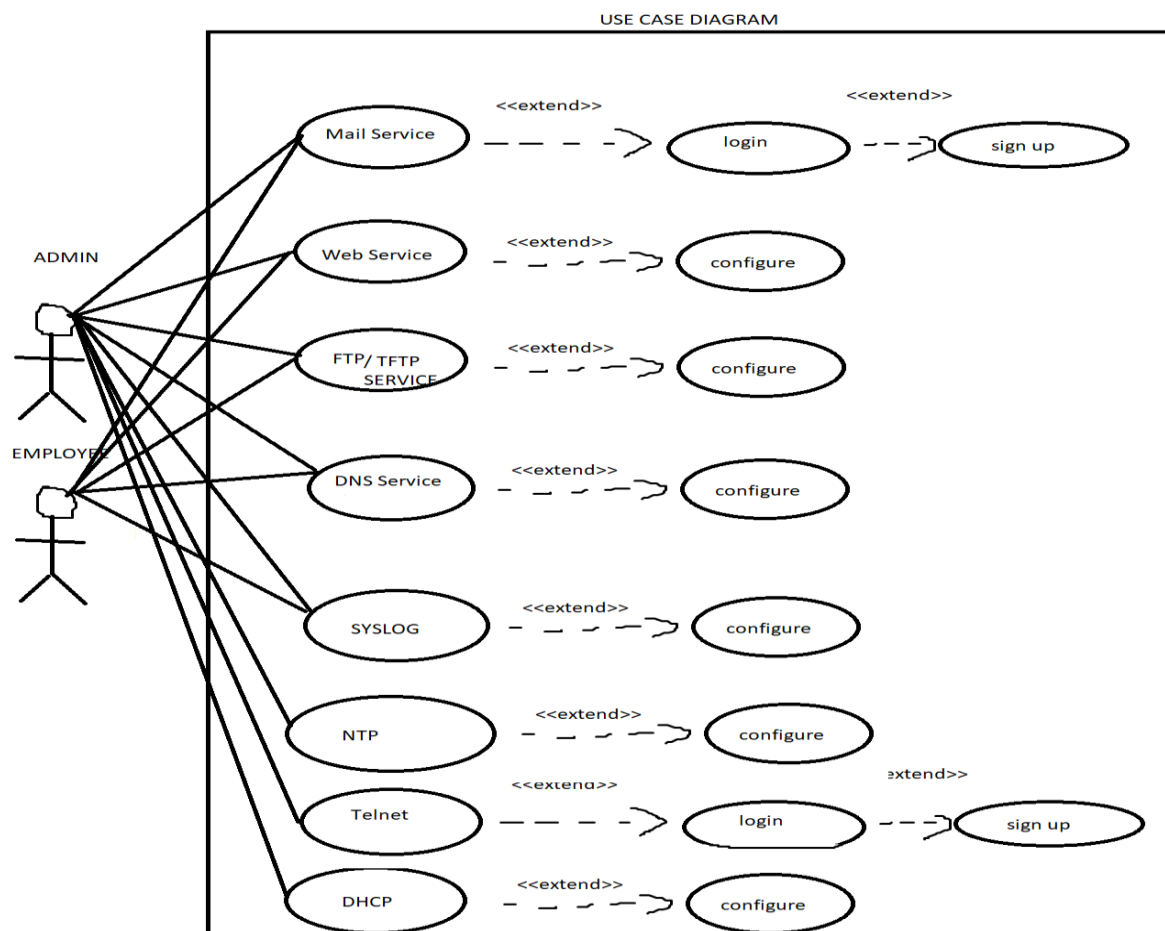 USE CASE DIAGRAM
<<extend>>
<<extend>>
Mail Service
login
sign up
ADMIN
<<extend>>
Web Service
configure
<<extend>>
FTP/ TFTP
SERVICE
configure
EMPLOYEE
<<extend>>
DNS Service
configure
<<extend>>
SYSLOG
configure
<<extend>>
NTP
configure
<<extend>>
extend>>
Telnet
login
sign up
<<extend>>
DHCP
configure